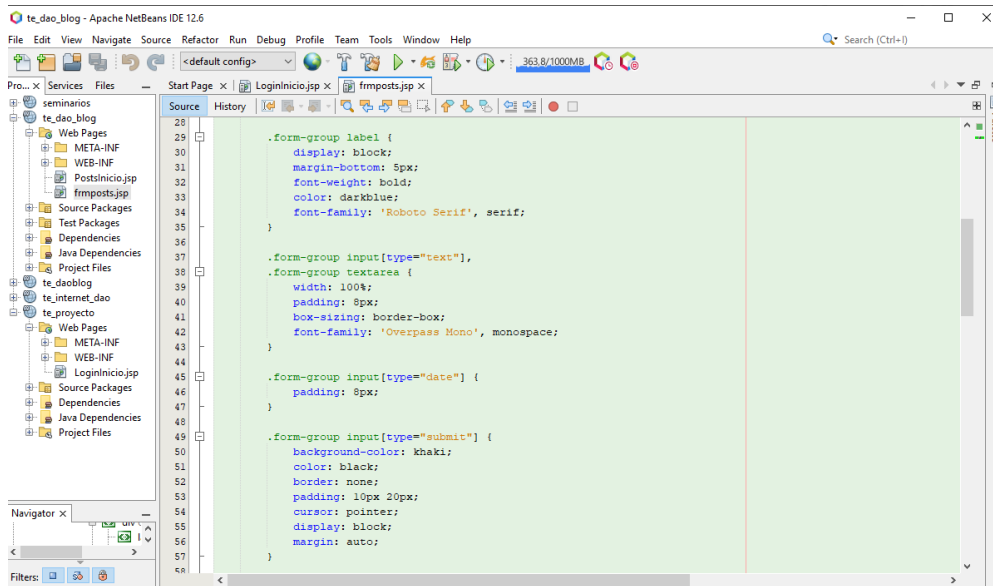 te_dao_blog - Apache NetBeans IDE 12.6
File Edit View Navigate Source Refactor Run Debug Profile Team Tools Window Help
Search (Ctrl+I)
<default config>
363,8/1000MB
Pro... x Services Files
Start Page x LoginInicio.jsp x frmposts.jsp x
Source History
seminarios
te_dao_blog
Web Pages
META-INF
WEB-INF
PostsInicio.jsp
frmposts.jsp
Source Packages
Test Packages
Dependencies
Java Dependencies
Project Files
te_daoblog
te_internet_dao
te_proyecto
Web Pages
META-INF
WEB-INF
LoginInicio.jsp
Source Packages
Dependencies
Java Dependencies
Project Files
Navigator x
Filters:
28
29 .form-group label {
30 display: block;
31 margin-bottom: 5px;
32 font-weight: bold;
33 color: darkblue;
34 font-family: 'Roboto Serif', serif;
35 }
36
37 .form-group input[type="text"],
38 .form-group textarea {
39 width: 100%;
40 padding: 8px;
41 box-sizing: border-box;
42 font-family: 'Overpass Mono', monospace;
43 }
44
45 .form-group input[type="date"] {
46 padding: 8px;
47 }
48
49 .form-group input[type="submit"] {
50 background-color: khaki;
51 color: black;
52 border: none;
53 padding: 10px 20px;
54 cursor: pointer;
55 display: block;
56 margin: auto;
57 }
58